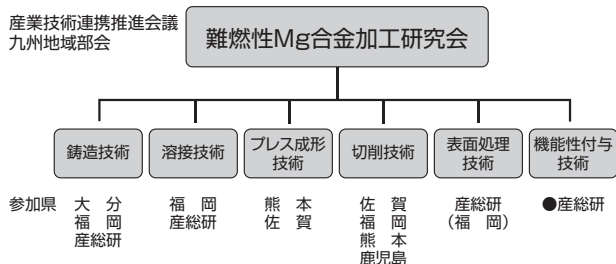 産業技術連携推進会議
九州地域部会
難燃性Mg合金加工研究会
鋳造技術
溶接技術
プレス成形
技術
切削技術
表面処理
技術
機能性付与
技術
参加県
大 分
福 岡
産総研
福 岡
産総研
熊 本
佐 賀
佐 賀
福 岡
熊 本
鹿児島
産総研
(福 岡)
●産総研